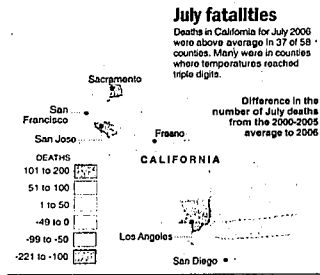 July fatalities
Deaths in California for July 2006
were above average in 37 of 58
counties. Many were in counties
where temperatures reached
triple digits.
Difference in the
number of July deaths
from the 2000-2005
average to 2006
Sacramento
San
Francisco
San Jose
Fresno
CALIFORNIA
DEATHS
101 to 200
51 to 100
1 to 50
-49 to 0
-99 to -50
-221 to -100
Los Angeles
San Diego